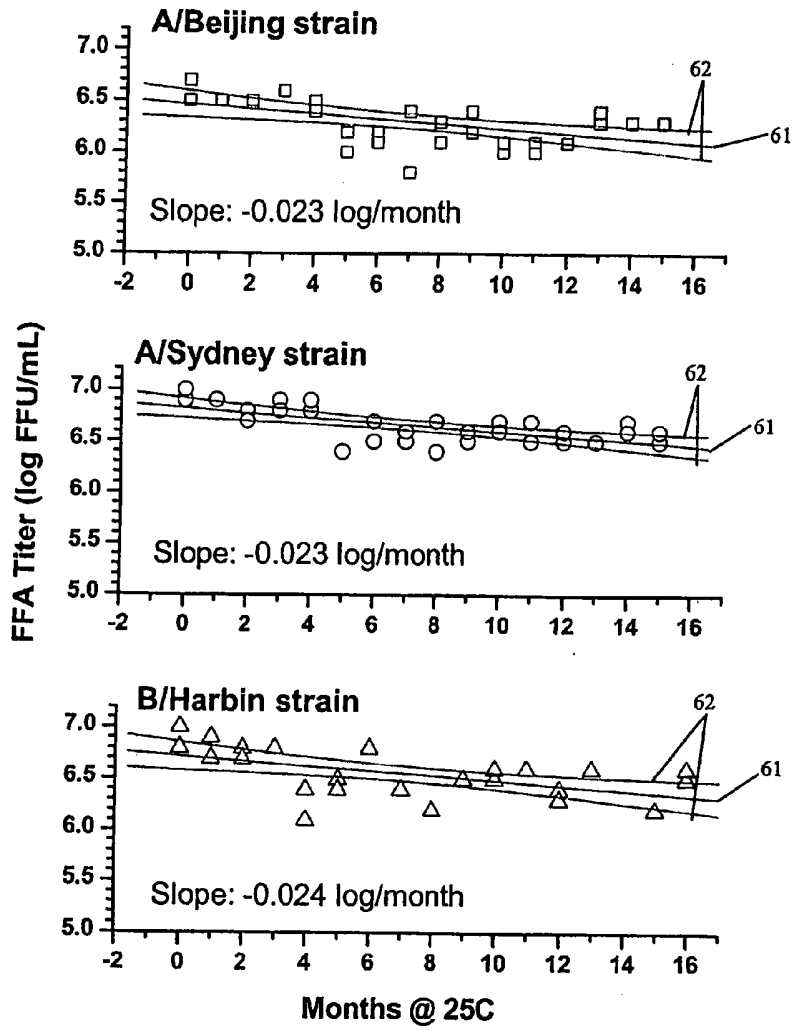 A/Beijing strain
7.0
6.5
6.0
5.5
5.0
62
61
Slope: -0.023 log/month
-2 0 2 4 6 8 10 12 14 16
FFA Titer (log FFU/mL)
A/Sydney strain
7.0
6.5
6.0
5.5
5.0
62
61
Slope: -0.023 log/month
-2 0 2 4 6 8 10 12 14 16
B/Harbin strain
7.0
6.5
6.0
5.5
5.0
62
61
Slope: -0.024 log/month
-2 0 2 4 6 8 10 12 14 16
Months @ 25C